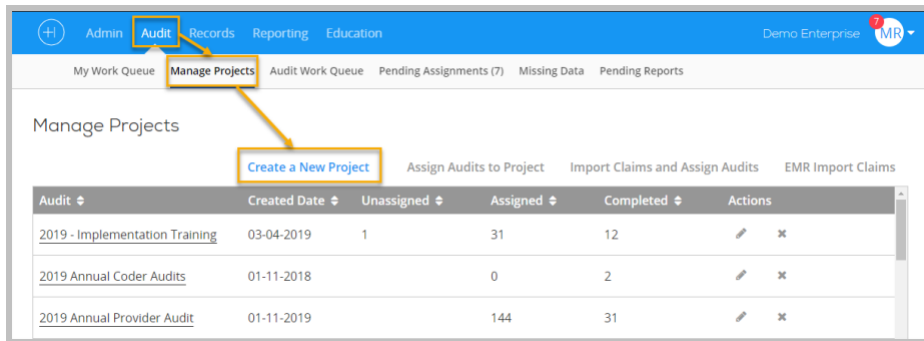 H Admin Audit Records Reporting Education Demo Enterprise 7 MR
My Work Queue Manage Projects Audit Work Queue Pending Assignments (7) Missing Data Pending Reports
Manage Projects
Create a New Project Assign Audits to Project Import Claims and Assign Audits EMR Import Claims
Audit Created Date Unassigned Assigned Completed Actions
2019 - Implementation Training 03-04-2019 1 31 12
2019 Annual Coder Audits 01-11-2018 0 2
2019 Annual Provider Audit 01-11-2019 144 31